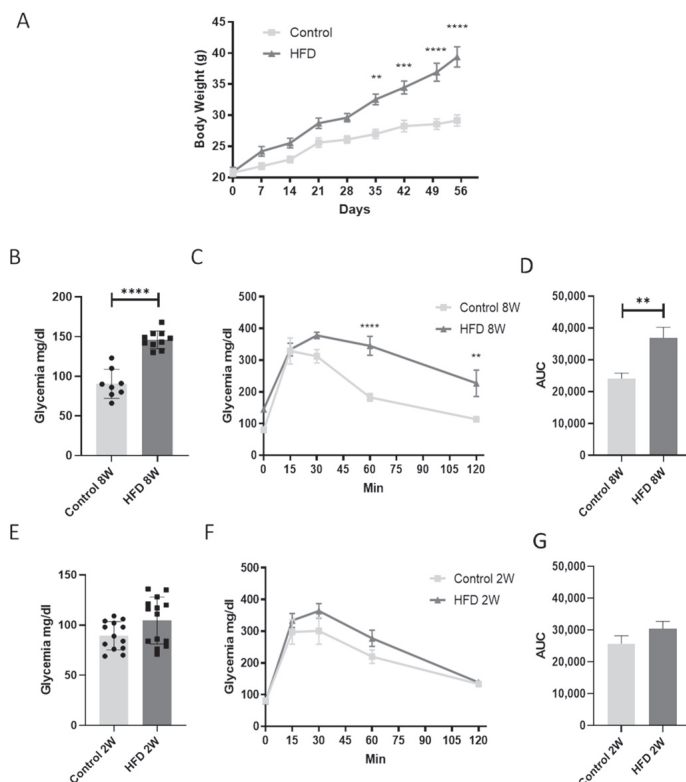 A
Control
HFD
Body Weight (g)
45
40
35
30
25
20
**
***
****
****
0 7 14 21 28 35 42 49 56
Days
B
****
Glycemia mg/dl
200
150
100
50
0
Control 8W
HFD 8W
C
Control 8W
HFD 8W
Glycemia mg/dl
500
400
300
200
100
0
****
**
0 15 30 45 60 75 90 105 120
Min
D
**
AUC
50,000
40,000
30,000
20,000
10,000
0
Control 8W
HFD 8W
E
Glycemia mg/dl
150
100
50
0
Control 2W
HFD 2W
F
Control 2W
HFD 2W
Glycemia mg/dl
500
400
300
200
100
0
0 15 30 45 60 75 90 105 120
Min
G
AUC
50,000
40,000
30,000
20,000
10,000
0
Control 2W
HFD 2W